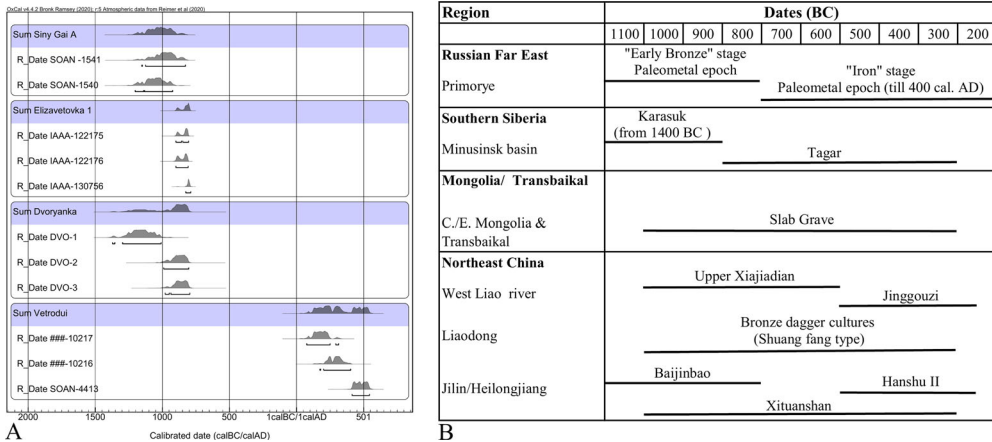 OxCal v4.4.2 Bronk Ramsey (2020); r:5 Atmospheric data from Reimer et al (2020)
Sum Siny Gai A
R_Date SOAN -1541
R_Date SOAN-1540
Sum Elizavetovka 1
R_Date IAAA-122175
R_Date IAAA-122176
R_Date IAAA-130756
Sum Dvoryanka
R_Date DVO-1
R_Date DVO-2
R_Date DVO-3
Sum Vetrodui
R_Date ###-10217
R_Date ###-10216
R_Date SOAN-4413
2000 1500 1000 500 1calBC/1calAD 501
Calibrated date (calBC/calAD)
A
Region Dates (BC)
1100 1000 900 800 700 600 500 400 300 200
Russian Far East
Primorye
"Early Bronze" stage
Paleometal epoch
"Iron" stage
Paleometal epoch (till 400 cal. AD)
Southern Siberia
Minusinsk basin
Karasuk
(from 1400 BC )
Tagar
Mongolia/ Transbaikal
C./E. Mongolia &
Transbaikal
Slab Grave
Northeast China
West Liao river
Upper Xiajiadian
Jinggouzi
Liaodong
Bronze dagger cultures
(Shuang fang type)
Jilin/Heilongjiang
Baijinbao
Hanshu II
Xituanshan
B